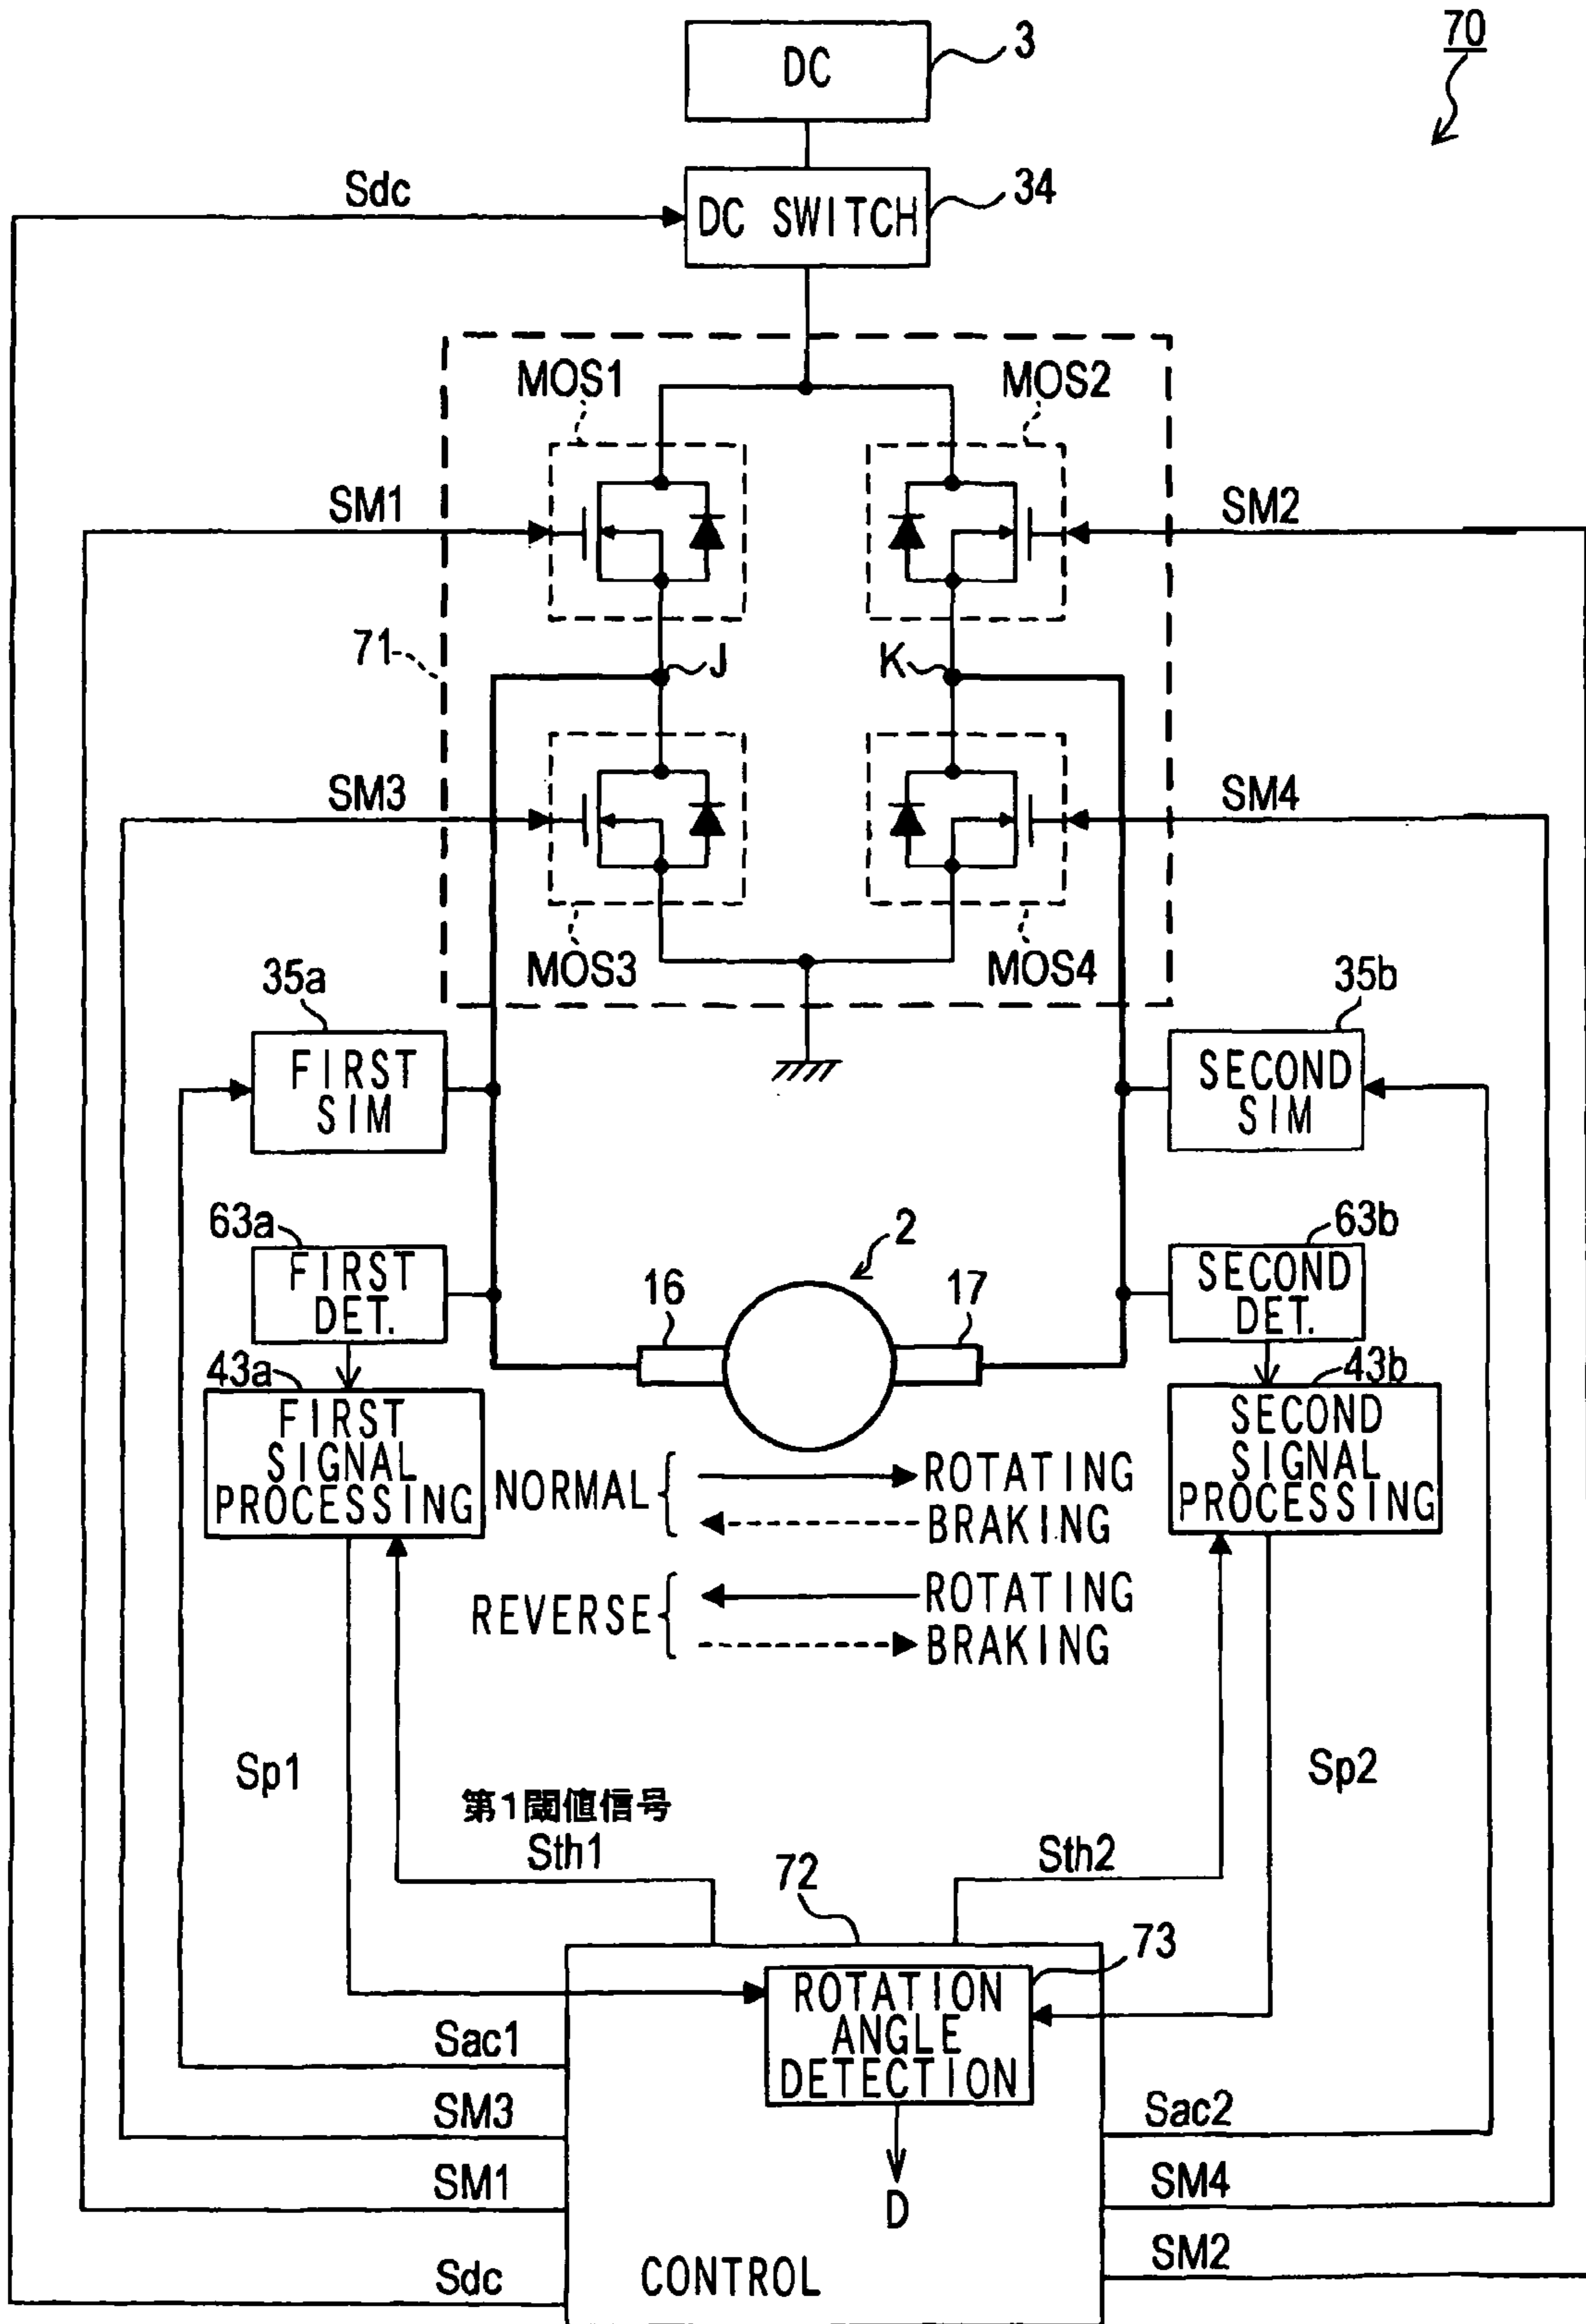 70
3
DC
Sdc
34
DC SWITCH
MOS1
MOS2
SM1
SM2
71
J
K
SM3
SM4
MOS3
MOS4
35a
35b
FIRST
SIM
SECOND
SIM
63a
63b
FIRST
DET.
SECOND
DET.
2
16
17
43a
43b
FIRST
SIGNAL
PROCESSING
SECOND
SIGNAL
PROCESSING
NORMAL
ROTATING
BRAKING
REVERSE
ROTATING
BRAKING
Sp1
Sp2
第1閾値信号
Sth1
Sth2
72
73
ROTATION
ANGLE
DETECTION
Sac1
Sac2
SM3
SM4
SM1
D
SM2
Sdc
CONTROL